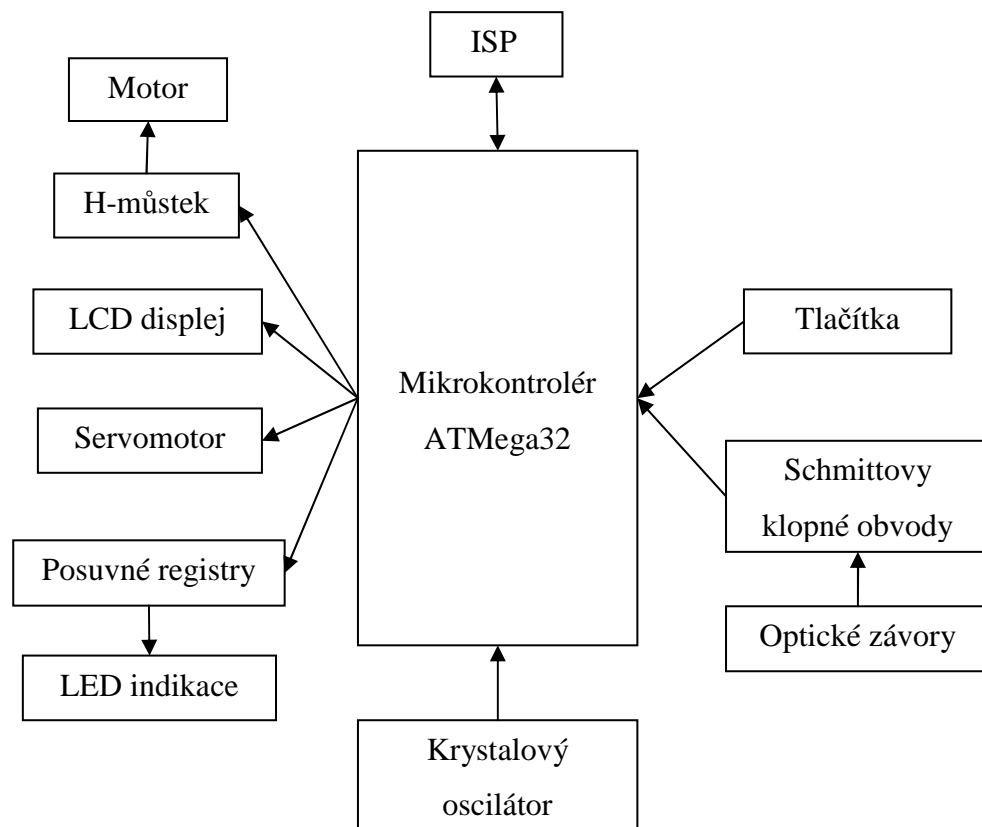 ISP
Motor
H-můstek
LCD displej
Servomotor
Posuvné registry
LED indikace
Mikrokontrolér
ATMega32
Krystalový
oscilátor
Tlačítka
Schmittovy
klopné obvody
Optické závory